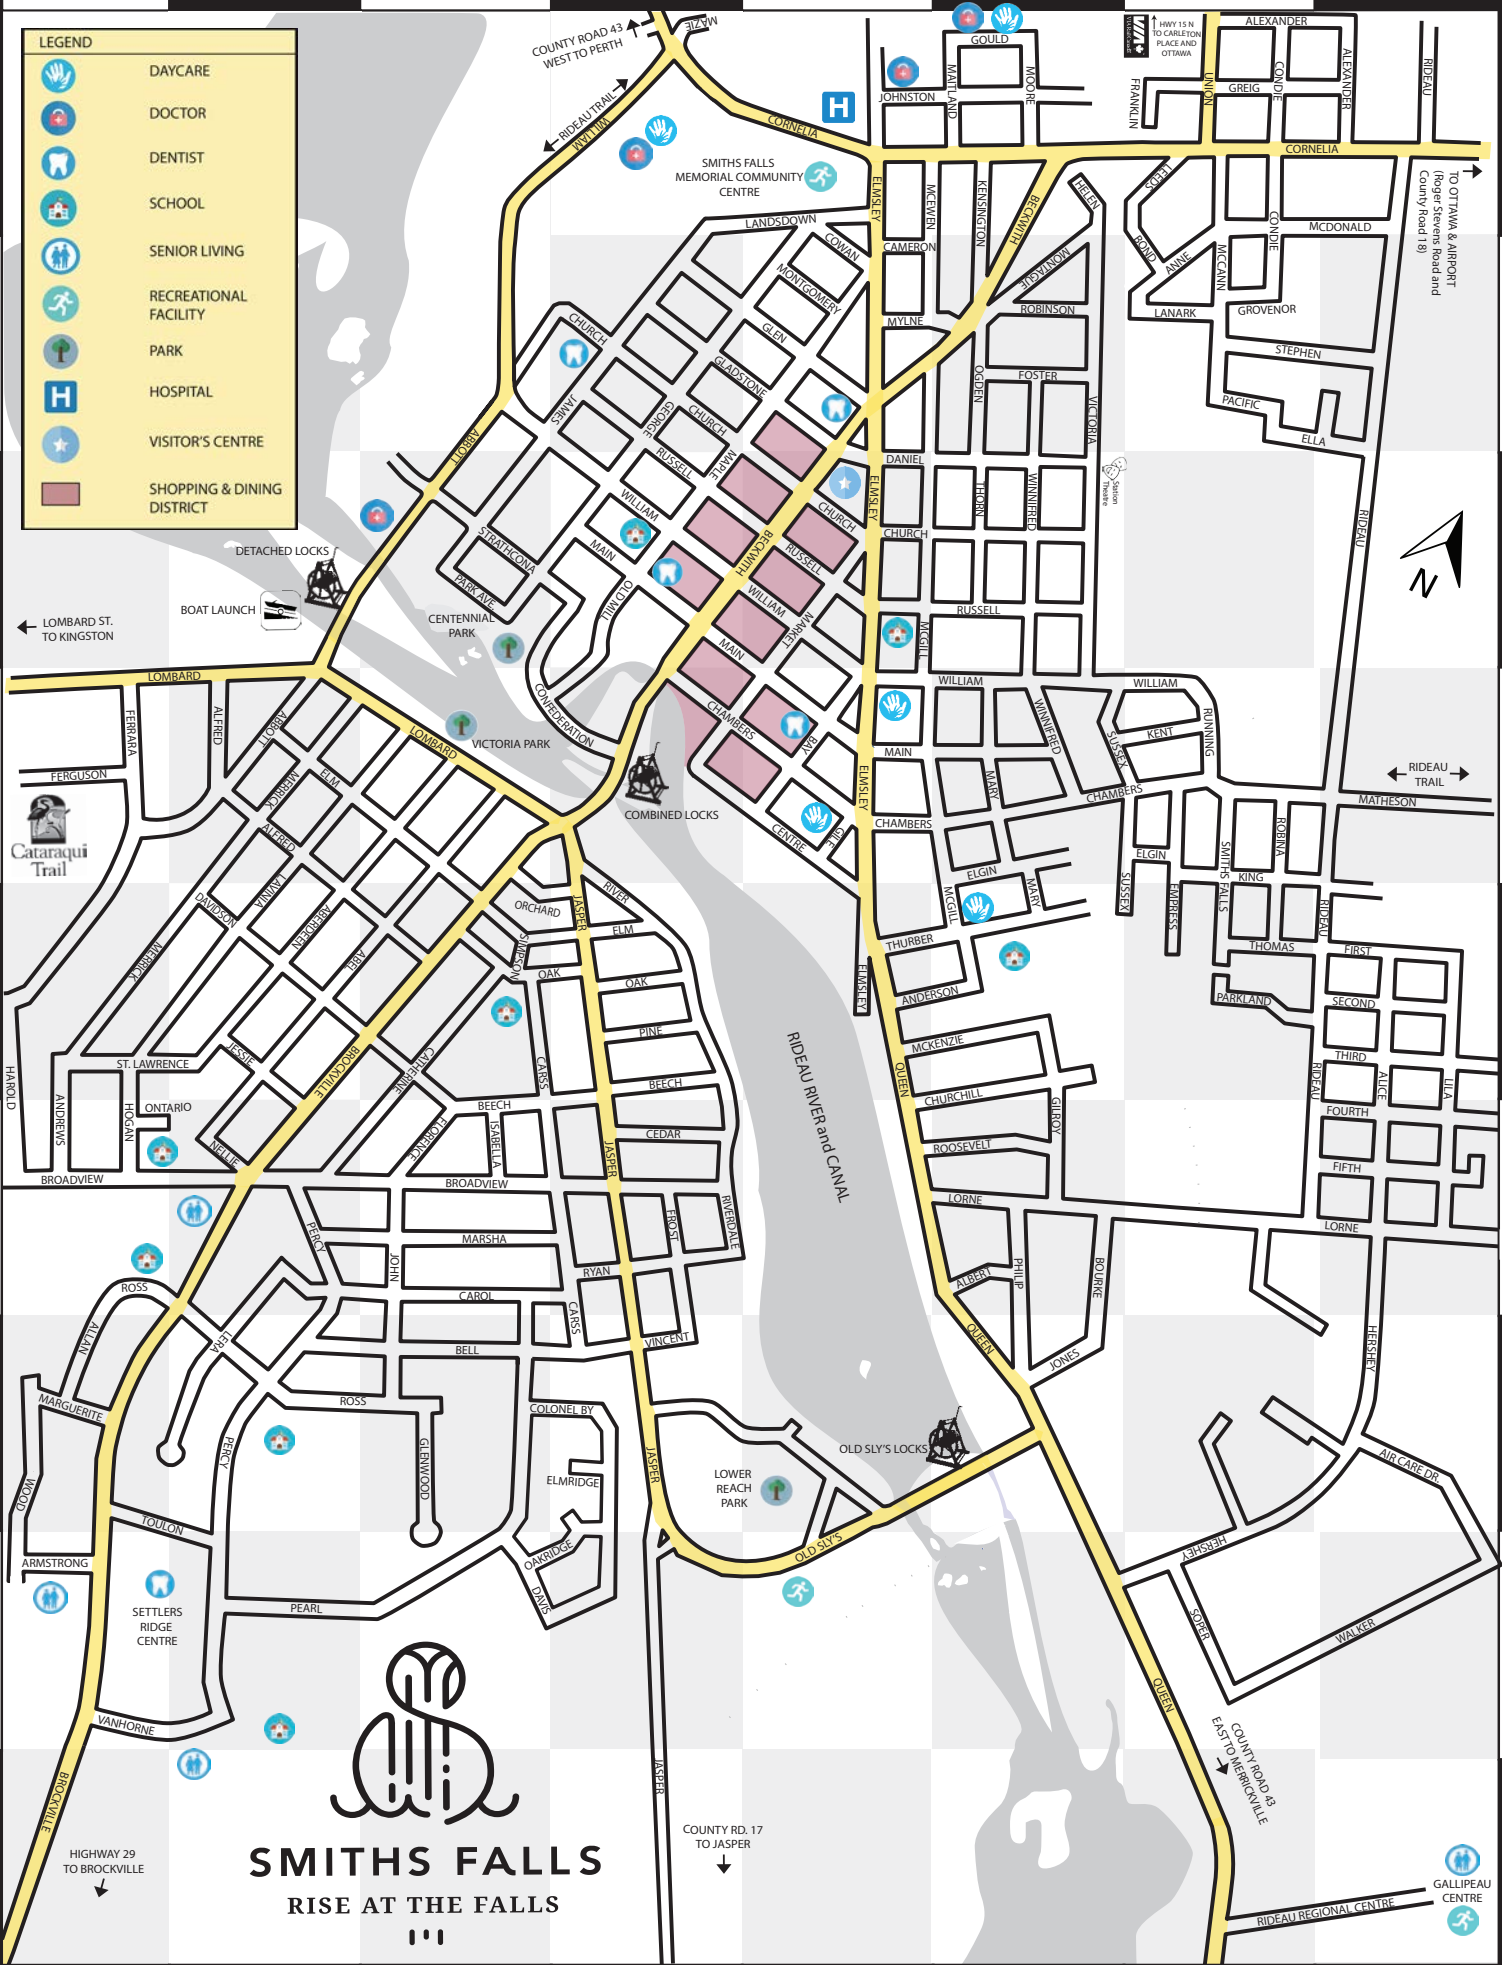 LEGEND
DAYCARE
DOCTOR
DENTIST
SCHOOL
SENIOR LIVING
RECREATIONAL
FACILITY
PARK
H
HOSPITAL
VISITOR'S CENTRE
SHOPPING & DINING
DISTRICT
COUNTY ROAD 43
WEST TO PERTH
MAZIE
RIDEAU TRAIL
WILLIAM
CORNELIA
H
SMITHS FALLS
MEMORIAL COMMUNITY
CENTRE
GOULD
JOHNSTON
MAITLAND
MOORE
HWY 15 N
TO CARLETON
PLACE AND
OTTAWA
FRANKLIN
UNION
ALEXANDER
GREIG
CONDIE
ALEXANDER
RIDEAU
CORNELIA
TO OTTAWA & AIRPORT
(Roger Stevens Road and
County Road 18)
ELMSLEY
MCEWEN
KENSINGTON
BECKWITH
HELEN
LEEDS
BOND
ANNE
MCCANN
CONDIE
MCDONALD
LANARK
GROVENOR
STEPHEN
PACIFIC
ELLA
RIDEAU
LANDSDOWN
COWAN
CAMERON
MONTGOMERY
MONTAGUE
ROBINSON
MYLNE
GLEN
GLADSTONE
CHURCH
CHURCH
JAMES
GEORGE
RUSSELL
MAPLE
WILLIAM
MAIN
OLD MILL
STRATHCONA
PARK AVE.
ABBOTT
FOSTER
OGDEN
VICTORIA
DANIEL
ELMSLEY
THORN
WINNIFRED
Station
Theatre
CHURCH
CHURCH
RUSSELL
BECKWITH
WILLIAM
MARKET
MAIN
CHAMBERS
BAY
RUSSELL
MCGILL
WILLIAM
WILLIAM
N
DETACHED LOCKS
BOAT LAUNCH
LOMBARD ST.
TO KINGSTON
CENTENNIAL
PARK
CONFEDERATION
VICTORIA PARK
LOMBARD
LOMBARD
FERRARA
ALFRED
ABBOTT
FERGUSON
MERRICK
ELM
ALFRED
Cataraqui
Trail
COMBINED LOCKS
CENTRE
GILE
ELMSLEY
MAIN
WINNIFRED
SUSSEX
KENT
RUNNING
MARY
CHAMBERS
CHAMBERS
RIDEAU
TRAIL
MATHESON
ELGIN
ELGIN
MARY
MCGILL
SUSSEX
EMPRESS
SMITHS FALLS
ROBINA
KING
RIDEAU
THOMAS
PARKLAND
FIRST
SECOND
THIRD
FOURTH
FIFTH
RIDEAU
ALICE
LILA
LORNE
THURBER
ELMSLEY
ANDERSON
MCKENZIE
QUEEN
CHURCHILL
GILROY
ROOSEVELT
LORNE
ALBERT
PHILIP
BOURKE
QUEEN
JONES
DAVIDSON
LAVINIA
ABERDEEN
MERRICK
ABEL
ORCHARD
RIVER
JASPER
SIMPSON
ELM
OAK
OAK
PINE
BEECH
CEDAR
JASPER
ST. LAWRENCE
JESSIE
BROCKVILLE
CATHERINE
CARSS
HAROLD
ANDREWS
HOGAN
ONTARIO
NELLIE
BEECH
FLORENCE
ISABELLA
BROADVIEW
BROADVIEW
RIDEAU RIVER and CANAL
FROST
RIVERDALE
PERCY
MARSHA
JOHN
RYAN
CAROL
CARSS
VINCENT
ROSS
ALLAN
LERA
BELL
MARGUERITE
ROSS
PERCY
GLENWOOD
COLONEL BY
ELMRIDGE
JASPER
WOOD
TOULON
OAKRIDGE
DAVIS
ARMSTRONG
SETTLERS
RIDGE
CENTRE
PEARL
VANHORNE
BROCKVILLE
LOWER
REACH
PARK
OLD SLY'S LOCKS
OLD SLY'S
HERSHEY
HERSHEY
AIR CARE DR.
SOPER
WALKER
QUEEN
COUNTY ROAD 43
EAST TO MERRICKVILLE
JASPER
COUNTY RD. 17
TO JASPER
HIGHWAY 29
TO BROCKVILLE
SMITHS FALLS
RISE AT THE FALLS
GALLIPEAU
CENTRE
RIDEAU REGIONAL CENTRE